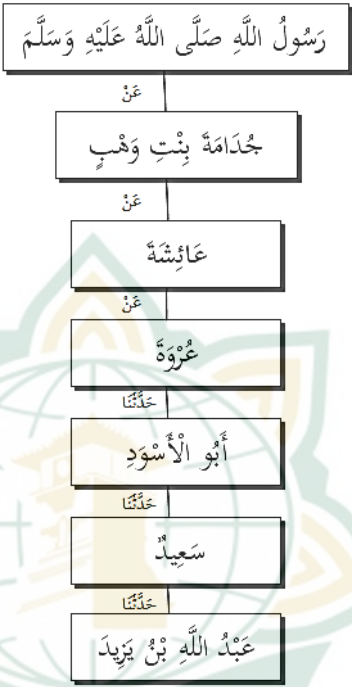 رَسُولُ اللَّهِ صَلَّى اللَّهُ عَلَيْهِ وَسَلَّمَ
عَنْ
جُدَامَةَ بِنْتِ وَهْبٍ
عَنْ
عَائِشَةَ
عَنْ
عُرْوَةَ
حَدَّثَنَا
أَبُو الْأَسْوَدِ
حَدَّثَنَا
سَعِيدٌ
حَدَّثَنَا
عَبْدُ اللَّهِ بْنُ يَزِيدَ